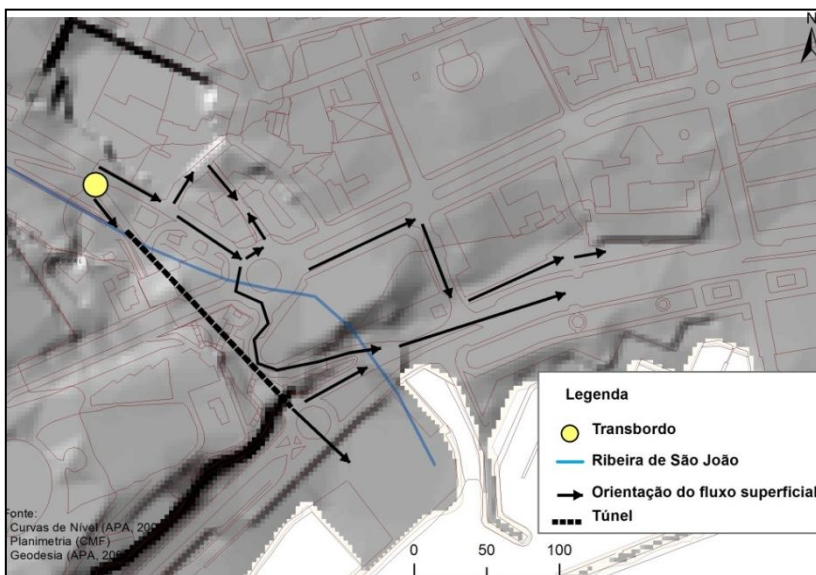 N
Legenda
Transbordo
Ribeira de São João
Orientação do fluxo superficial
Túnel
Fonte:
Curvas de Nível (APA,
Planimetria (CMF)
Geodesia (APA,
0 50 100